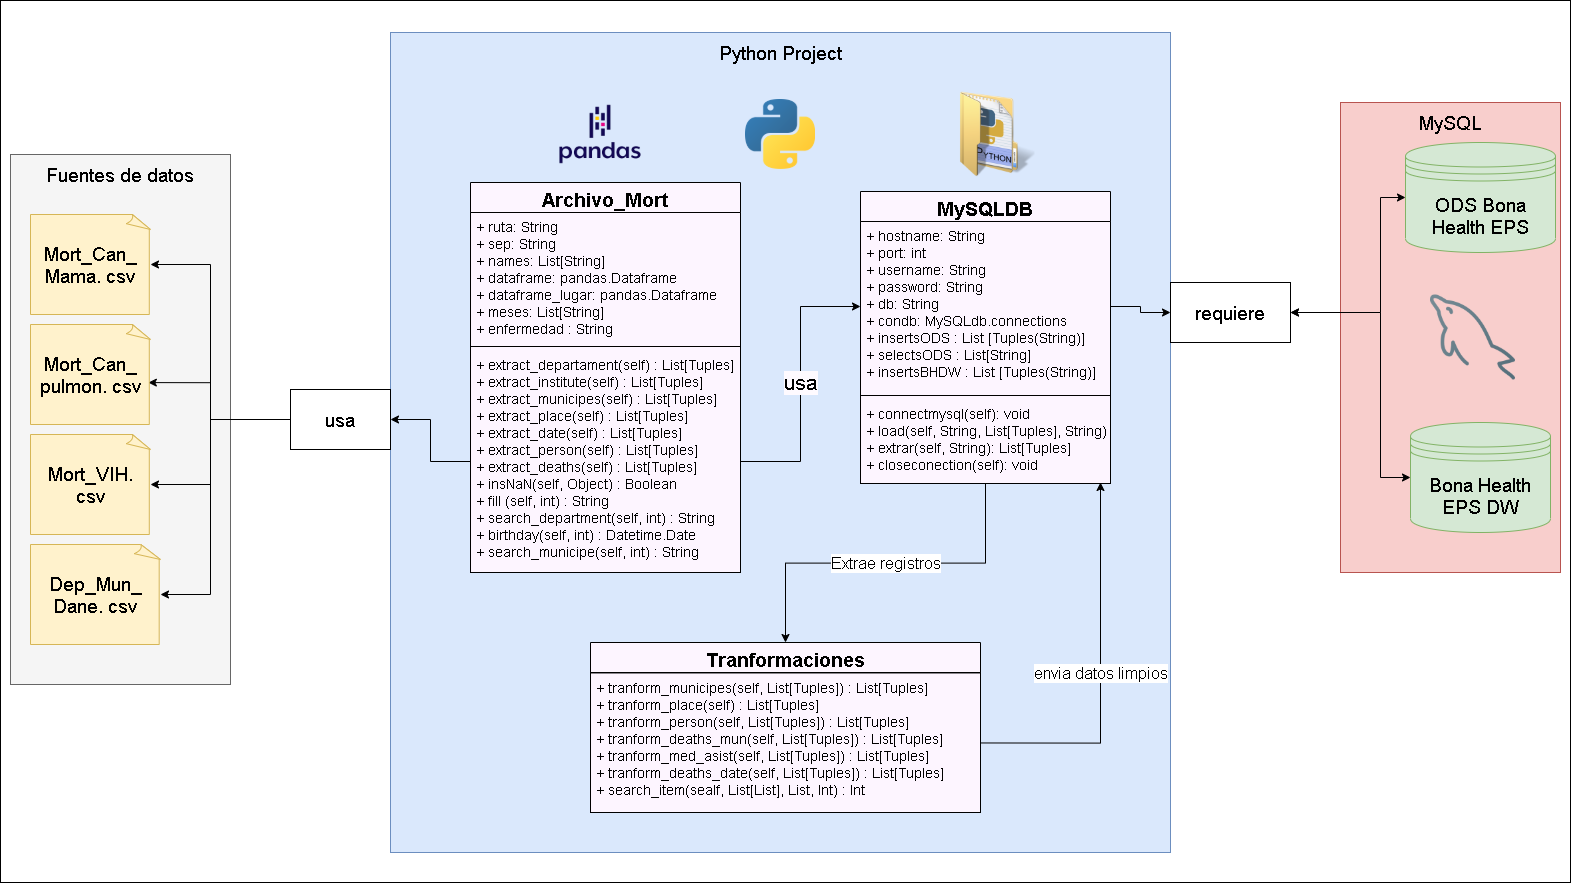 Python Project
pandas
PYTHON
Fuentes de datos
Mort_Can_
Mama. csv
Mort_Can_
pulmon. csv
Mort_VIH.
csv
Dep_Mun_
Dane. csv
usa
Archivo_Mort
+ ruta: String
+ sep: String
+ names: List[String]
+ dataframe: pandas.Dataframe
+ dataframe_lugar: pandas.Dataframe
+ meses: List[String]
+ enfermedad : String
+ extract_departament(self) : List[Tuples]
+ extract_institute(self) : List[Tuples]
+ extract_municipes(self) : List[Tuples]
+ extract_place(self) : List[Tuples]
+ extract_date(self) : List[Tuples]
+ extract_person(self) : List[Tuples]
+ extract_deaths(self) : List[Tuples]
+ insNaN(self, Object) : Boolean
+ fill (self, int) : String
+ search_department(self, int) : String
+ birthday(self, int) : Datetime.Date
+ search_municipe(self, int) : String
usa
MySQLDB
+ hostname: String
+ port: int
+ username: String
+ password: String
+ db: String
+ condb: MySQLdb.connections
+ insertsODS : List [Tuples(String)]
+ selectsODS : List[String]
+ insertsBHDW : List [Tuples(String)]
+ connectmysql(self): void
+ load(self, String, List[Tuples], String)
+ extrar(self, String): List[Tuples]
+ closeconection(self): void
Extrae registros
envia datos limpios
Tranformaciones
+ tranform_municipes(self, List[Tuples]) : List[Tuples]
+ tranform_place(self) : List[Tuples]
+ tranform_person(self, List[Tuples]) : List[Tuples]
+ tranform_deaths_mun(self, List[Tuples]) : List[Tuples]
+ tranform_med_asist(self, List[Tuples]) : List[Tuples]
+ tranform_deaths_date(self, List[Tuples]) : List[Tuples]
+ search_item(sealf, List[List], List, Int) : Int
requiere
MySQL
ODS Bona
Health EPS
Bona Health
EPS DW